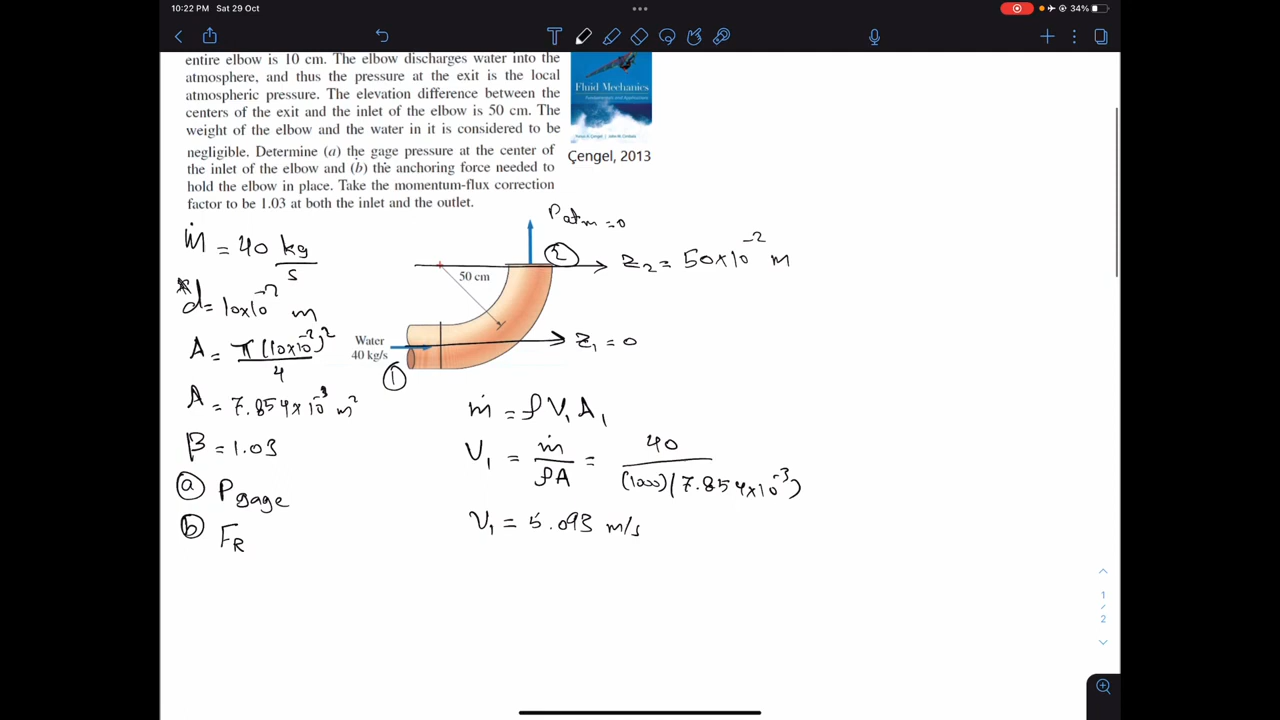 10:22 PM Sat 29 Oct
34%
entire elbow is 10 cm. The elbow discharges water into the
atmosphere, and thus the pressure at the exit is the local
atmospheric pressure. The elevation difference between the
centers of the exit and the inlet of the elbow is 50 cm. The
weight of the elbow and the water in it is considered to be
negligible. Determine (a) the gage pressure at the center of
the inlet of the elbow and (b) the anchoring force needed to
hold the elbow in place. Take the momentum-flux correction
factor to be 1.03 at both the inlet and the outlet.
Fluid Mechanics
Çengel, 2013
ṁ = 40 kg/s
d = 10x10⁻² m
A = π(10x10⁻²)²/4
A = 7.854x10⁻³ m²
β = 1.03
ⓐ Pgage
ⓑ FR
Patm = 0
② z₂ = 50x10⁻² m
50 cm
Water
40 kg/s
z₁ = 0
①
ṁ = ρ V₁ A₁
V₁ = ṁ/ρA = 40/(1000)(7.854x10⁻³)
V₁ = 5.093 m/s
1
/
2